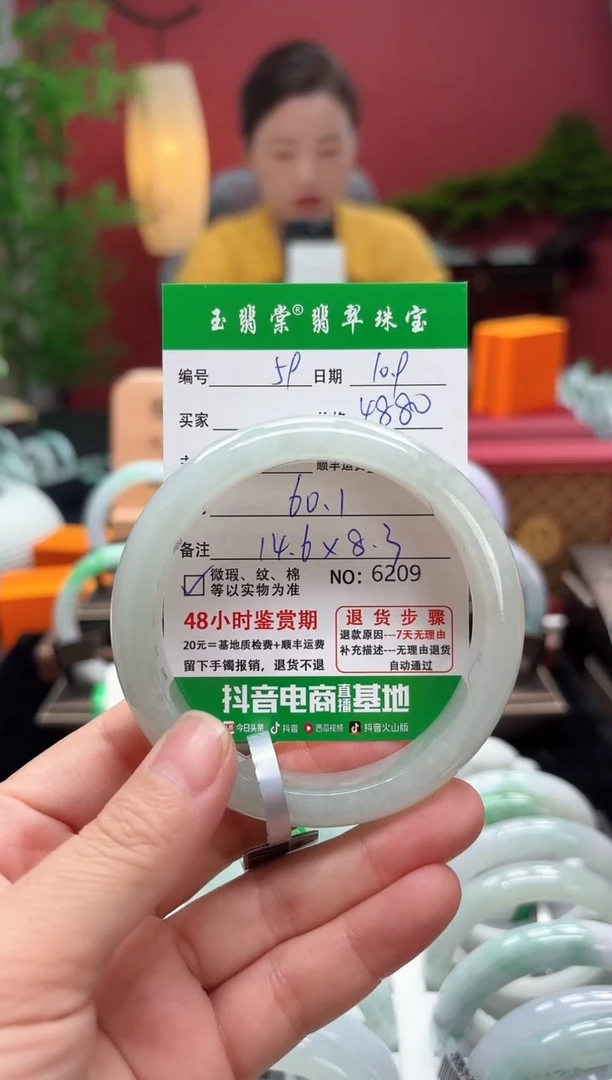 玉翡棠®翡翠珠宝
编号 59 日期 10.9
买家 4880
顺丰运费
60.1
备注 14.6×8.3
微瑕、纹、棉
等以实物为准
NO: 6209
48小时鉴赏期
20元=基地质检费+顺丰运费
留下手镯报销，退货不退
退货步骤
退款原因---7天无理由
补充描述---无理由退货
自动通过
抖音电商直播基地
今日头条 抖音 西瓜视频 抖音火山版